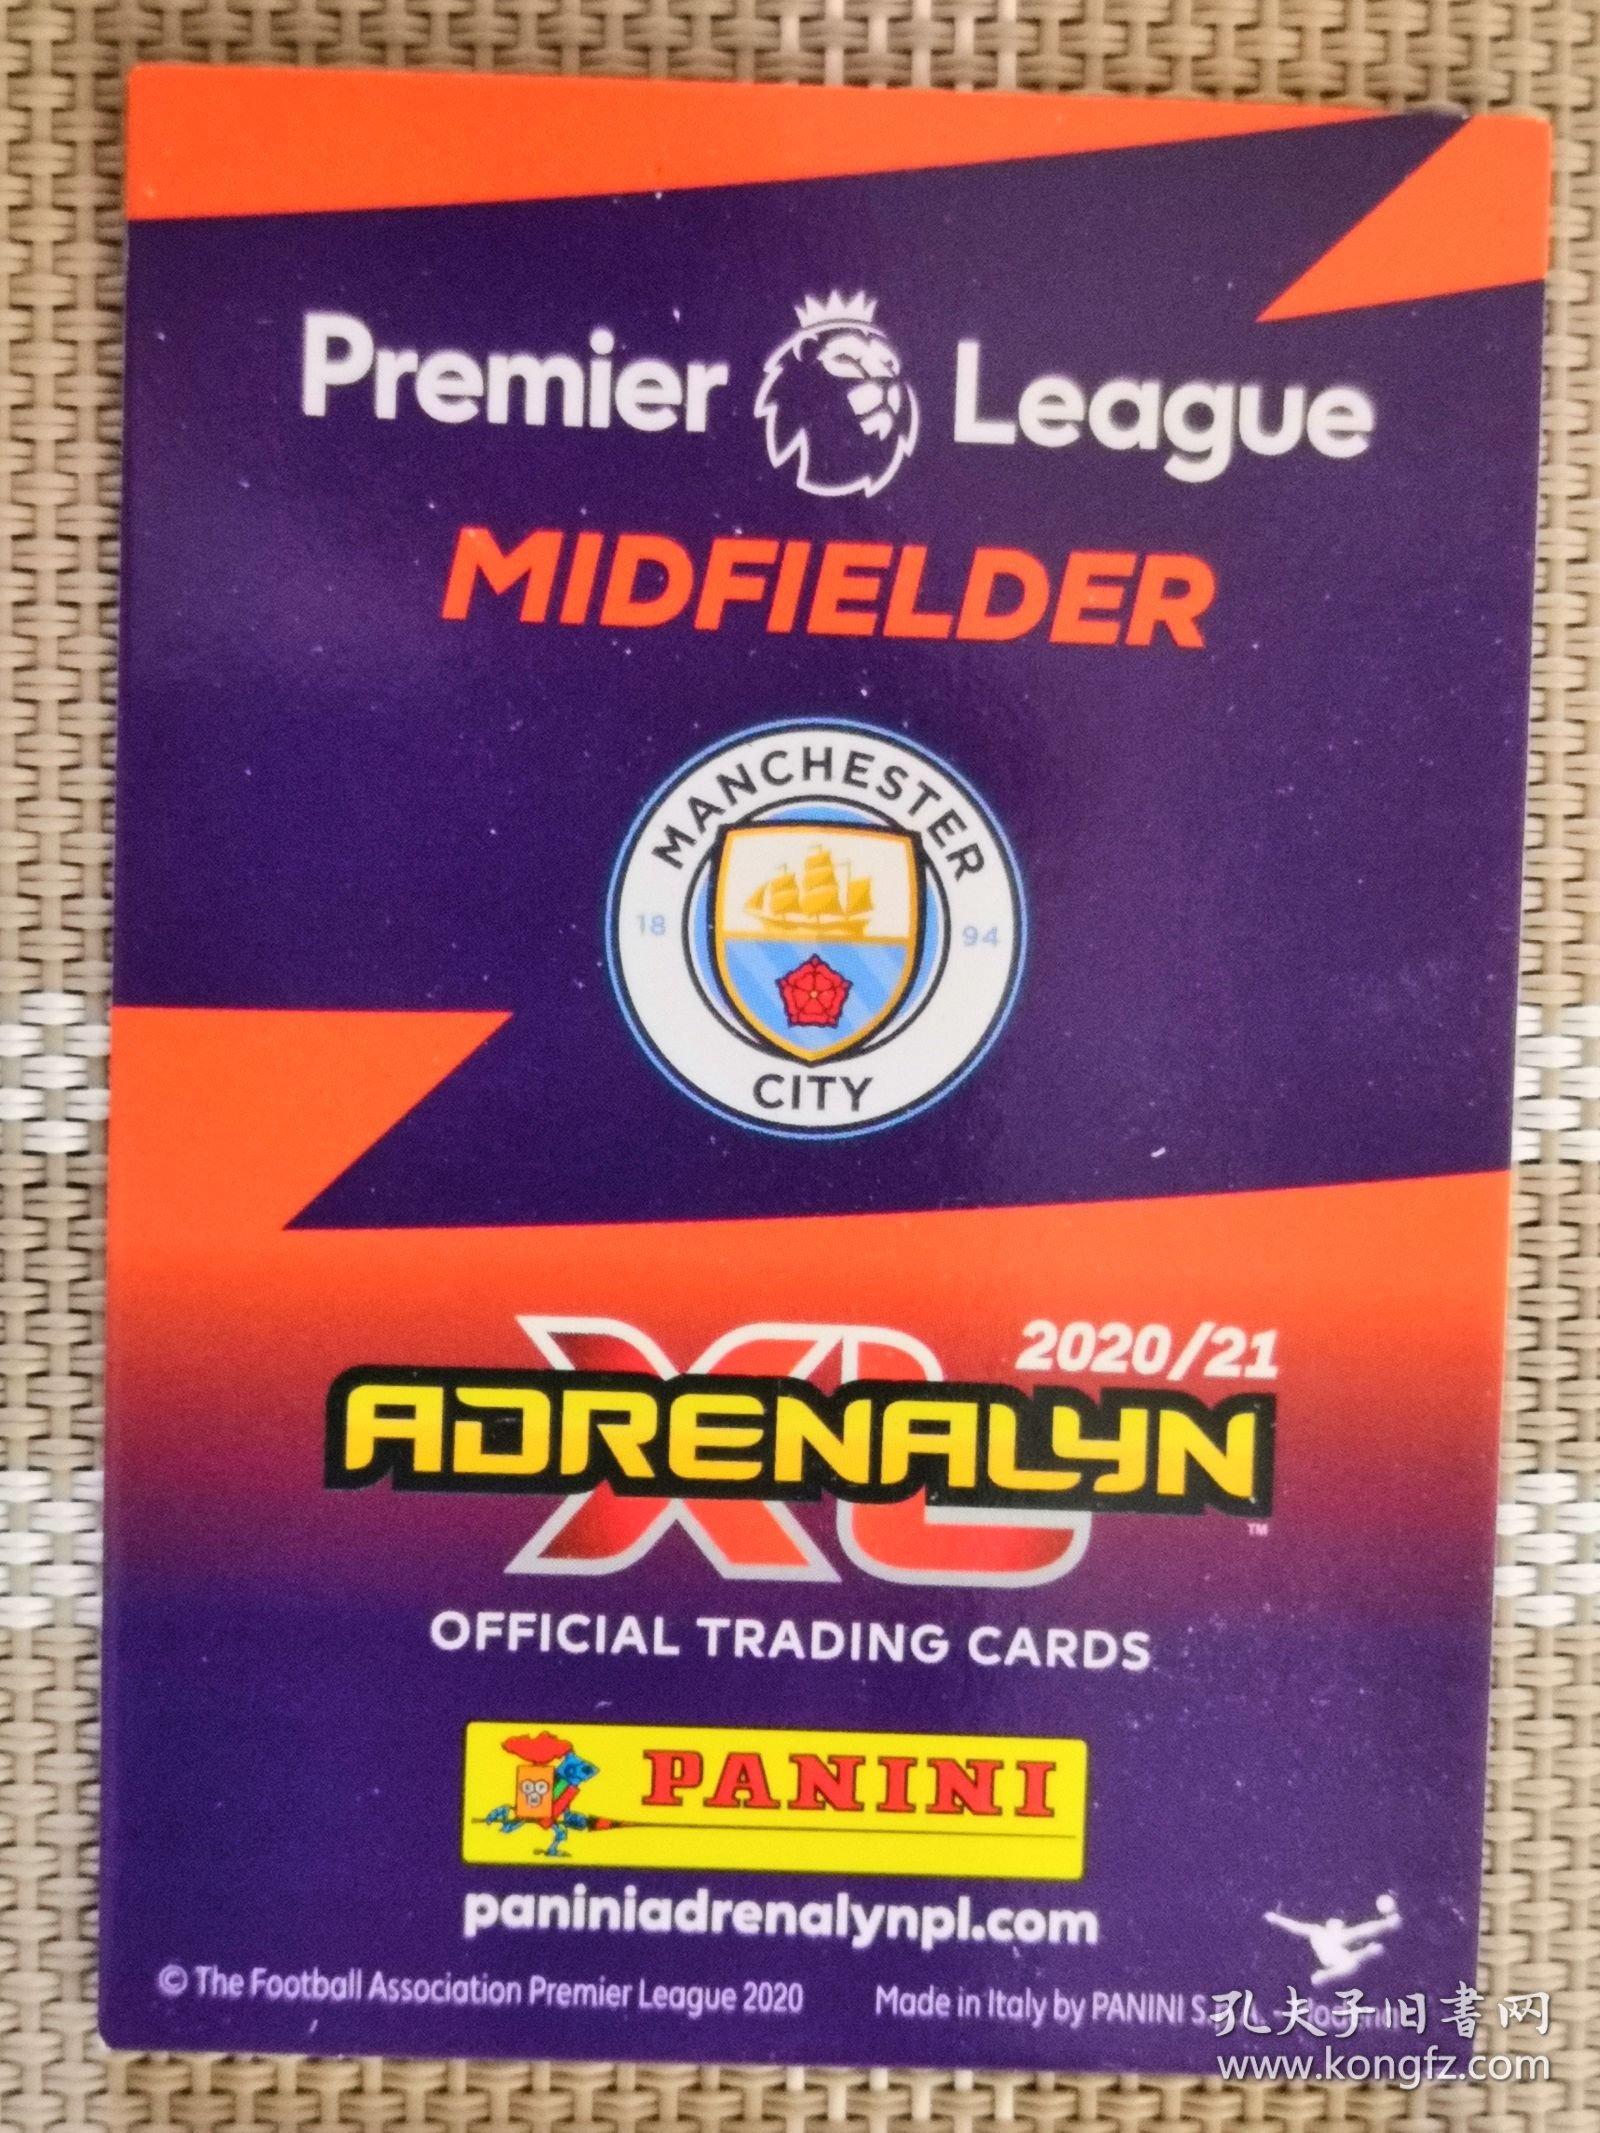 Premier League
MIDFIELDER
MANCHESTER
18 94
CITY
2020/21
XL
ADRENALYN
TM
OFFICIAL TRADING CARDS
PANINI
paniniadrenalynpl.com
© The Football Association Premier League 2020 Made in Italy by PANINI S.p.A. -
孔夫子旧书网
www.kongfz.com